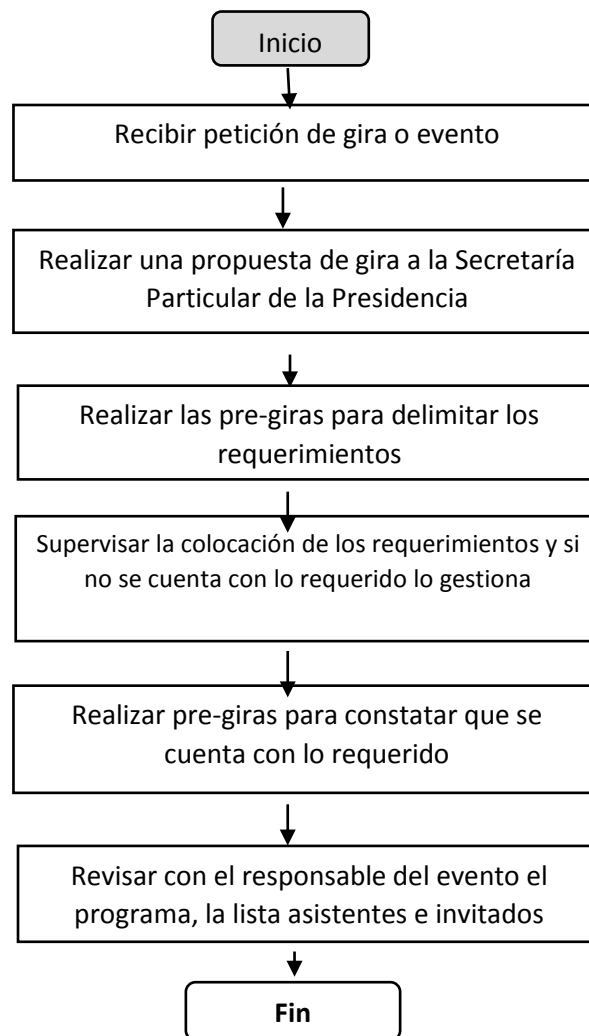 Inicio
Recibir petición de gira o evento
Realizar una propuesta de gira a la Secretaría
Particular de la Presidencia
Realizar las pre-giras para delimitar los
requerimientos
Supervisar la colocación de los requerimientos y si
no se cuenta con lo requerido lo gestiona
Realizar pre-giras para constatar que se
cuenta con lo requerido
Revisar con el responsable del evento el
programa, la lista asistentes e invitados
Fin